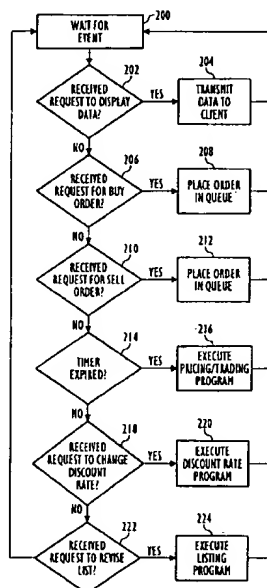 WAIT FOR
EVENT
200
RECEIVED
REQUEST TO DISPLAY
DATA?
202
YES
TRANSMIT
DATA TO
CLIENT
204
NO
RECEIVED
REQUEST FOR BUY
ORDER?
206
YES
PLACE ORDER
IN QUEUE
208
NO
RECEIVED
REQUEST FOR SELL
ORDER?
210
YES
PLACE ORDER
IN QUEUE
212
NO
TIMER
EXPIRED?
214
YES
EXECUTE
PRICING/TRADING
PROGRAM
216
NO
RECEIVED
REQUEST TO CHANGE
DISCOUNT
RATE?
218
YES
EXECUTE
DISCOUNT RATE
PROGRAM
220
NO
RECEIVED
REQUEST TO REVISE
LIST?
222
YES
EXECUTE
LISTING
PROGRAM
224